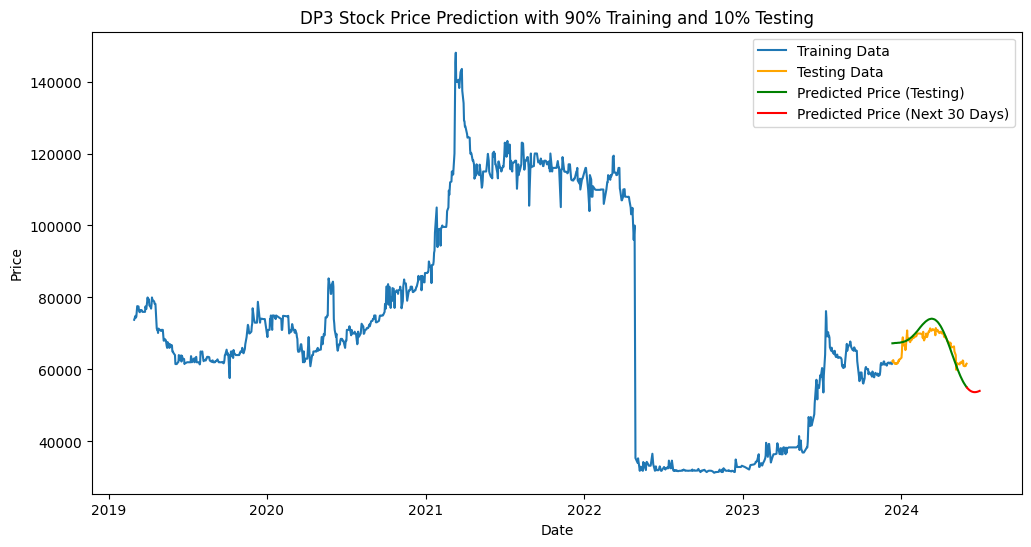 DP3 Stock Price Prediction with 90% Training and 10% Testing
Training Data
Testing Data
Predicted Price (Testing)
Predicted Price (Next 30 Days)
Price
140000
120000
100000
80000
60000
40000
2019 2020 2021 2022 2023 2024
Date